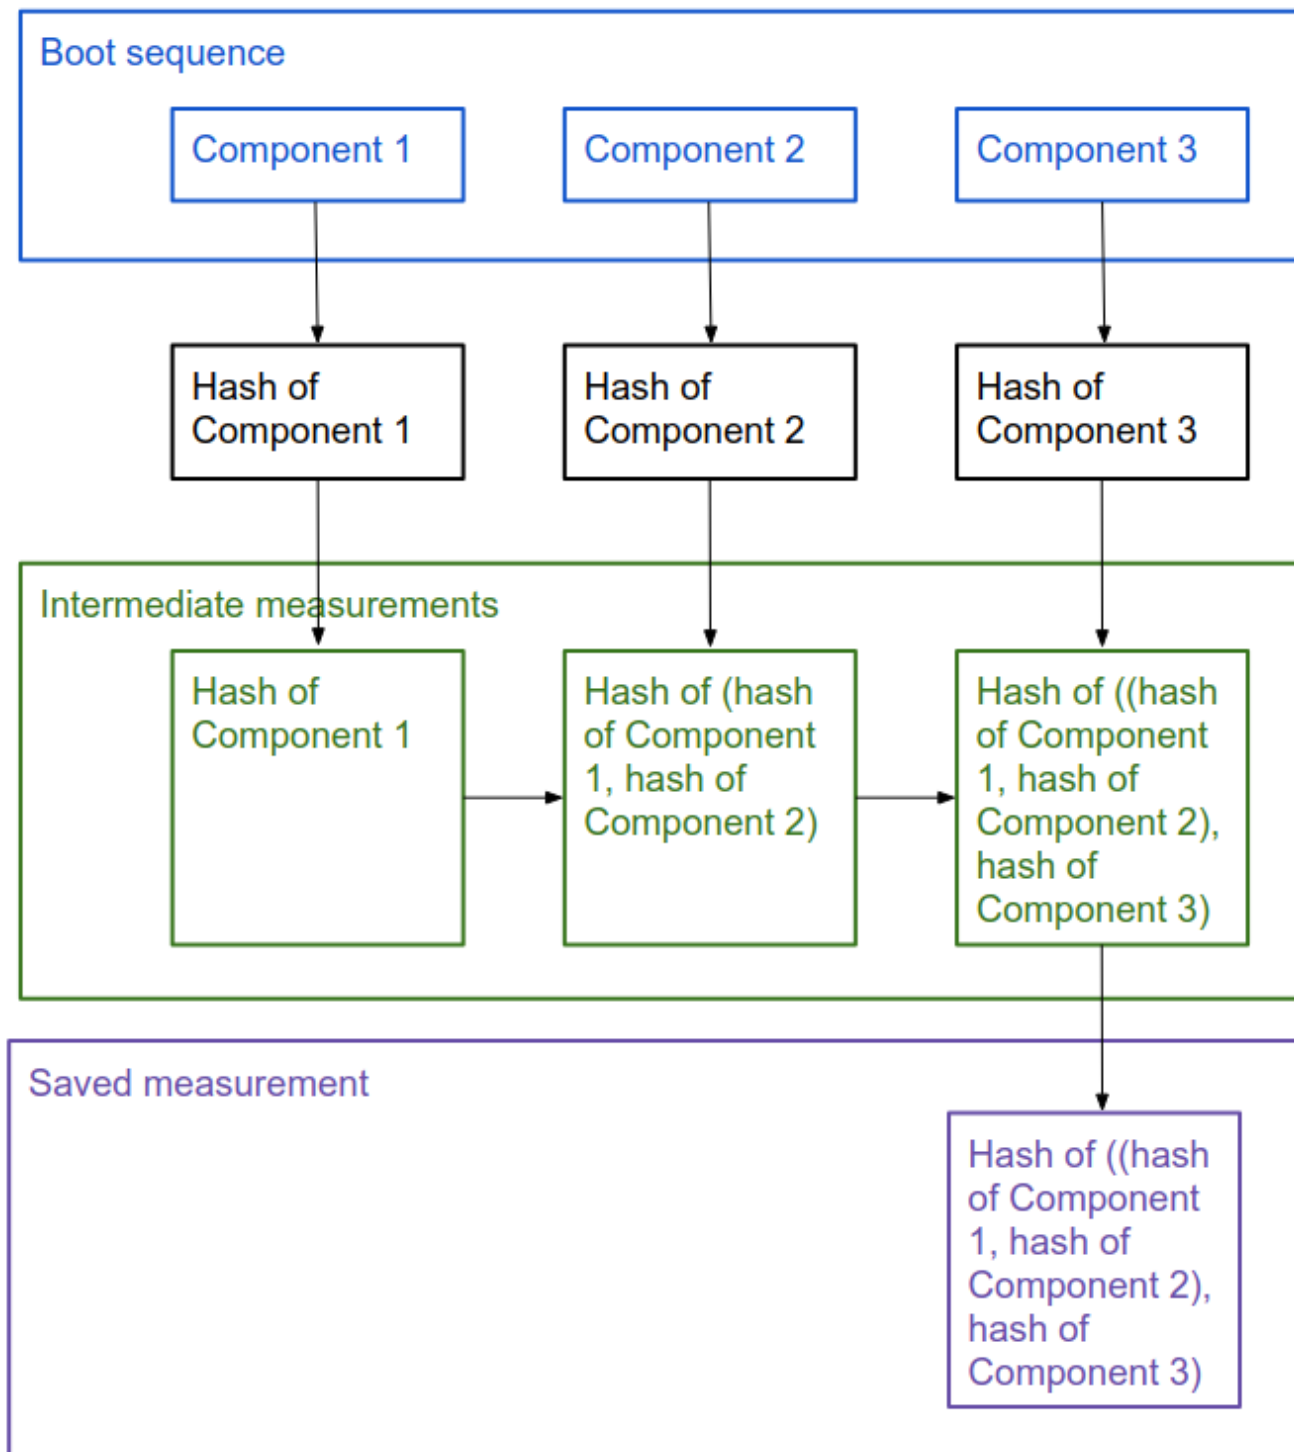 Boot sequence
Component 1
Component 2
Component 3
Hash of
Component 1
Hash of
Component 2
Hash of
Component 3
Intermediate measurements
Hash of
Component 1
Hash of (hash
of Component
1, hash of
Component 2)
Hash of ((hash
of Component
1, hash of
Component 2),
hash of
Component 3)
Saved measurement
Hash of ((hash
of Component
1, hash of
Component 2),
hash of
Component 3)